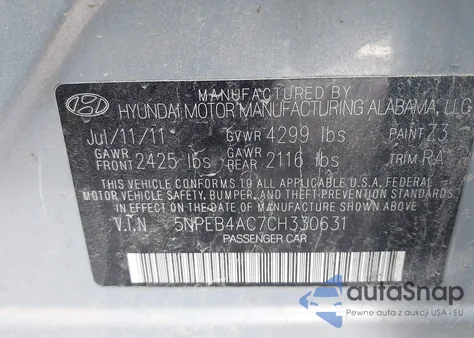 MANUFACTURED BY
HYUNDAI MOTOR MANUFACTURING ALABAMA, LLC
Jul/11/11 GVWR 4299 lbs PAINT Z3
GAWR FRONT 2425 lbs GAWR REAR 2116 lbs TRIM RA
THIS VEHICLE CONFORMS TO ALL APPLICABLE U.S.A. FEDERAL
MOTOR VEHICLE SAFETY, BUMPER, AND THEFT PREVENTION STANDARDS
IN EFFECT ON THE DATE OF MANUFACTURE SHOWN ABOVE.
V.I.N 5NPEB4AC7CH330631
PASSENGER CAR
autoSnap
Pewne auto z aukcji USA i EU